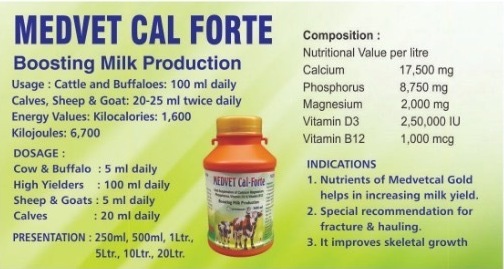 MEDVET CAL FORTE
Boosting Milk Production
Usage : Cattle and Buffaloes: 100 ml daily
Calves, Sheep & Goat: 20-25 ml twice daily
Energy Values: Kilocalories: 1,600
Kilojoules: 6,700
DOSAGE :
Cow & Buffalo : 5 ml daily
High Yielders : 100 ml daily
Sheep & Goats : 5 ml daily
Calves : 20 ml daily
PRESENTATION : 250ml, 500ml, 1Ltr.,
5Ltr., 10Ltr., 20Ltr.
MEDVET Cal-Forte
Boosting Milk Production
Composition :
Nutritional Value per litre
Calcium 17,500 mg
Phosphorus 8,750 mg
Magnesium 2,000 mg
Vitamin D3 2,50,000 IU
Vitamin B12 1,000 mcg
INDICATIONS
1. Nutrients of Medvetcal Gold
helps in increasing milk yield.
2. Special recommendation for
fracture & hauling.
3. It improves skeletal growth